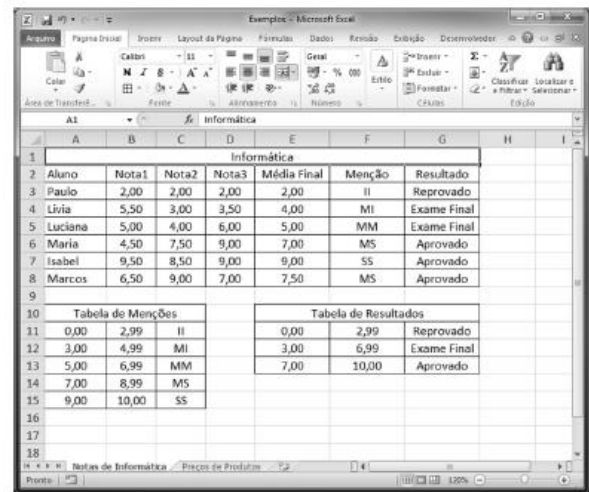 Exemplos - Microsoft Excel
Arquivo Página Inicial Inserir Layout da Página Fórmulas Dados Revisão Exibição Desenvolvedor
Calibri 11 Geral Inserir
Colar N I S % 000 Estilo Excluir Classificar Localizar e
Formatar e Filtrar Selecionar
Área de Transferê... Fonte Alinhamento Número Células Edição
A1 fx Informática
A B C D E F G H I
1 Informática
2 Aluno Nota1 Nota2 Nota3 Média Final Menção Resultado
3 Paulo 2,00 2,00 2,00 2,00 II Reprovado
4 Livia 5,50 3,00 3,50 4,00 MI Exame Final
5 Luciana 5,00 4,00 6,00 5,00 MM Exame Final
6 Maria 4,50 7,50 9,00 7,00 MS Aprovado
7 Isabel 9,50 8,50 9,00 9,00 SS Aprovado
8 Marcos 6,50 9,00 7,00 7,50 MS Aprovado
9
10 Tabela de Menções Tabela de Resultados
11 0,00 2,99 II 0,00 2,99 Reprovado
12 3,00 4,99 MI 3,00 6,99 Exame Final
13 5,00 6,99 MM 7,00 10,00 Aprovado
14 7,00 8,99 MS
15 9,00 10,00 SS
16
17
18
Notas de Informática Preços de Produtos
Pronto 120%